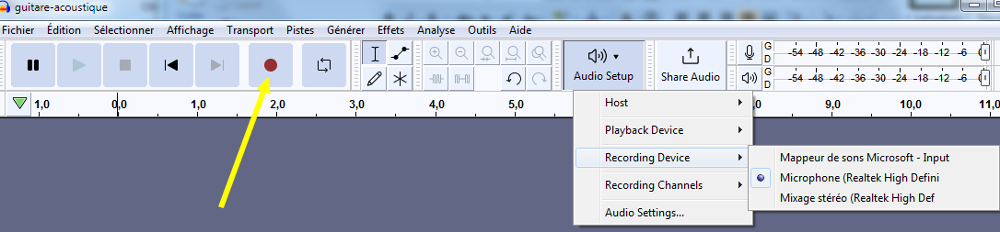 guitare-acoustique
Fichier Édition Sélectionner Affichage Transport Pistes Générer Effets Analyse Outils Aide
Audio Setup
Share Audio
G
D
-54 -48 -42 -36 -30 -24 -18 -12 -6
G
D
-54 -48 -42 -36 -30 -24 -18 -12 -6
1,0 0,0 1,0 2,0 3,0 4,0 5,0 8,0 9,0 10,0 11,0
Host
Playback Device
Recording Device
Recording Channels
Audio Settings...
Mappeur de sons Microsoft - Input
Microphone (Realtek High Defini
Mixage stéréo (Realtek High Def